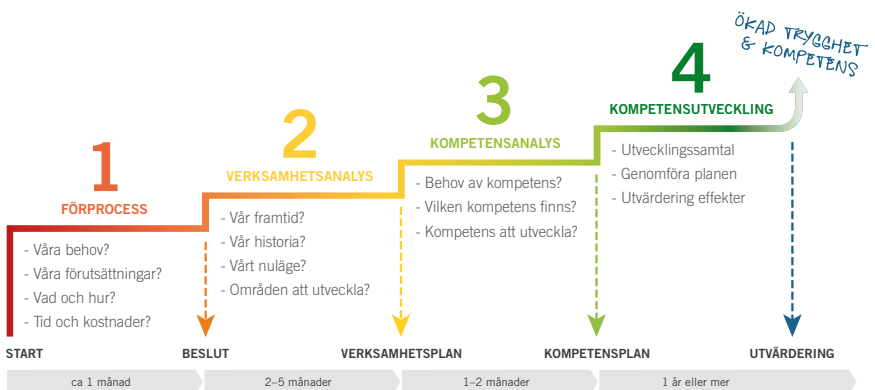 ÖKAD TRYGGHET
& KOMPETENS
1
FÖRPROCESS
- Våra behov?
- Våra förutsättningar?
- Vad och hur?
- Tid och kostnader?
2
VERKSAMHETSANALYS
- Vår framtid?
- Vår historia?
- Vårt nuläge?
- Områden att utveckla?
3
KOMPETENSANALYS
- Behov av kompetens?
- Vilken kompetens finns?
- Kompetens att utveckla?
4
KOMPETENSUTVECKLING
- Utvecklingssamtal
- Genomföra planen
- Utvärdering effekter
START
BESLUT
VERKSAMHETSPLAN
KOMPETENSPLAN
UTVÄRDERING
ca 1 månad
2–5 månader
1–2 månader
1 år eller mer